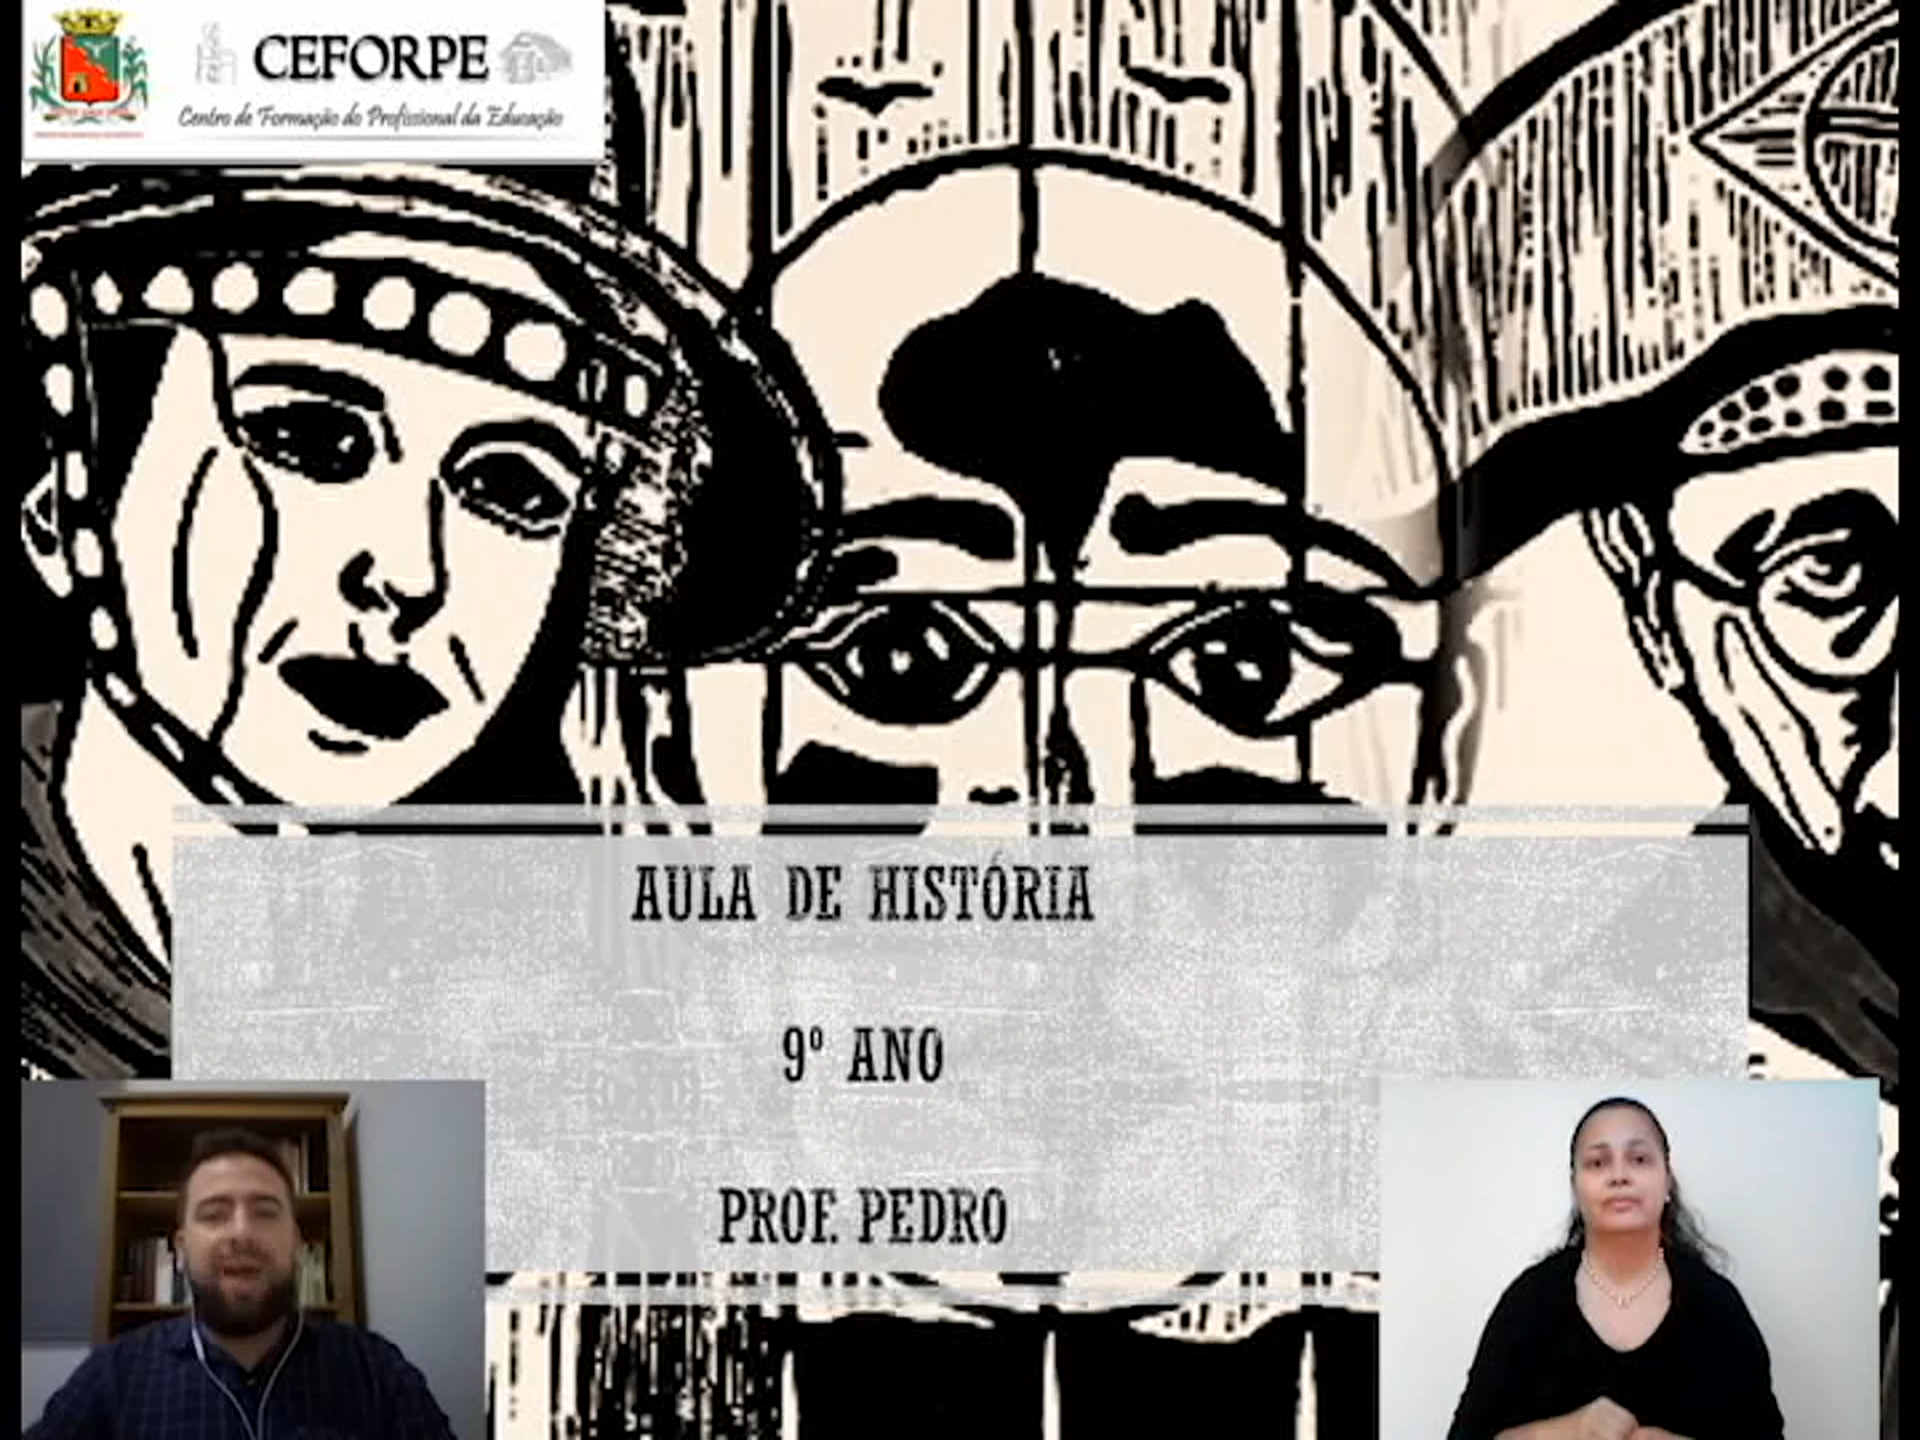 CEFORPE
Centro de Formação do Profissional da Educação
AULA DE HISTÓRIA
9º ANO
PROF. PEDRO